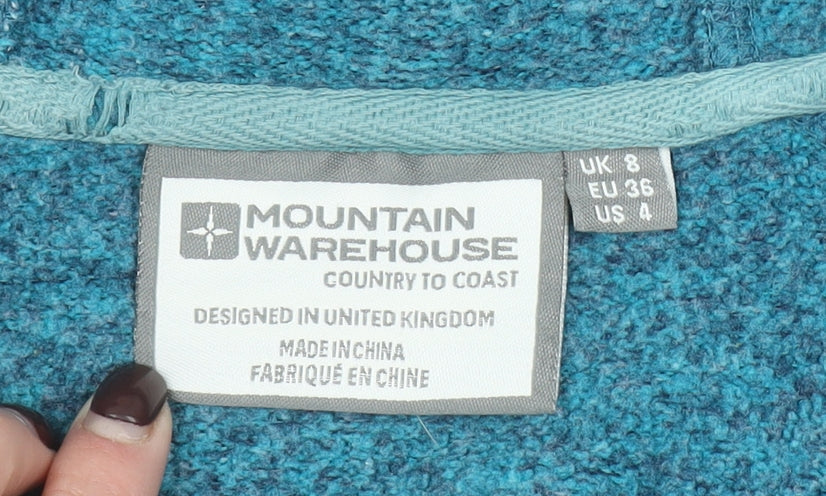 MOUNTAIN
WAREHOUSE
COUNTRY TO COAST
DESIGNED IN UNITED KINGDOM
MADE IN CHINA
FABRIQUÉ EN CHINE
UK 8
EU 36
US 4